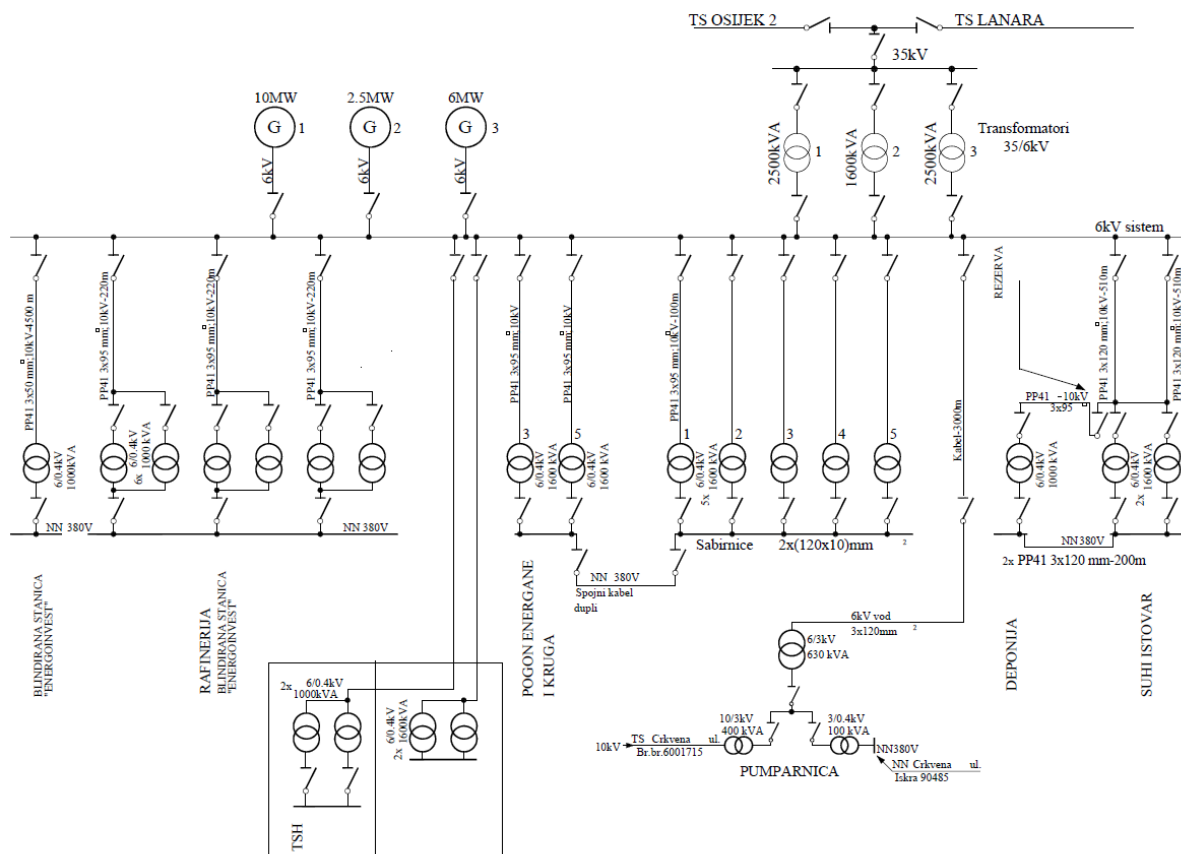 TS OSIJEK 2
TS LANARA
35kV
10MW
2.5MW
6MW
G
1
G
2
G
3
6kV
6kV
6kV
2500kVA
1
1600kVA
2
2500kVA
3
Transformatori
35/6kV
6kV sistem
PP41 3x50 mm;10kV-4500 m
PP41 3x95 mm;10kV-220m
PP41 3x95 mm;10kV-220m
PP41 3x95 mm;10kV-220m
PP41 3x95 mm;10kV
PP41 3x95 mm;10kV
PP41 3x95 mm;10kV-100m
Kabel-3000m
REZERVA
PP41 3x120 mm;10kV-510m
PP41 3x120 mm;10kV-510m
PP41 -10kV
3x95
6/0.4kV
1000kVA
6x
6/0.4kV
1000 kVA
3
6/0.4kV
1600 kVA
5
6/0.4kV
1600 kVA
1
5x
6/0.4kV
1600 kVA
2
3
4
5
6/0.4kV
1000 kVA
2x
6/0.4kV
1600 kVA
NN 380V
NN 380V
Sabirnice 2x(120x10)mm 2
NN 380V
Spojni kabel
dupli
NN380V
2x PP41 3x120 mm-200m
BLINDIRANA STANICA
"ENERGOINVEST"
RAFINERIJA
BLINDIRANA STANICA
"ENERGOINVEST"
POGON ENERGANE
I KRUGA
DEPONIJA
SUHI ISTOVAR
6kV vod
3x120mm 2
6/3kV
630 kVA
2x 6/0.4kV
1000kVA
2x
6/0.4kV
1600kVA
TSH
10/3kV
400 kVA
3/0.4kV
100 kVA
10kV
TS Crkvena ul.
Br.br.6001715
NN380V
PUMPARNICA
NN Crkvena ul.
Iskra 90485